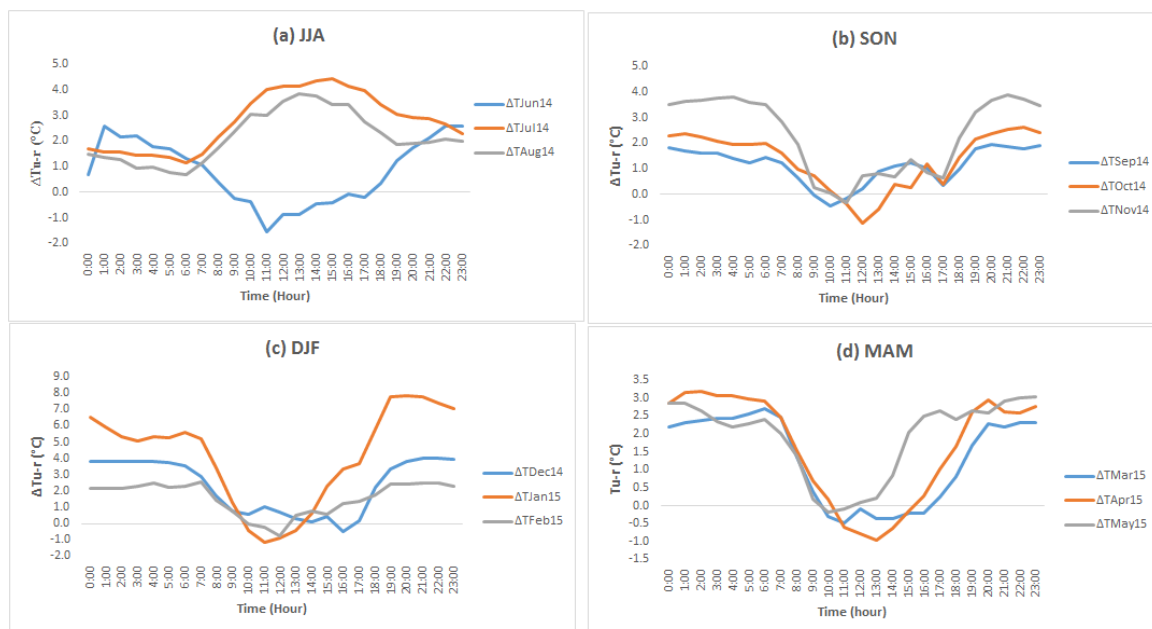 (a) JJA
ΔTu-r (°C)
5.0
4.0
3.0
2.0
1.0
0.0
-1.0
-2.0
0:00 1:00 2:00 3:00 4:00 5:00 6:00 7:00 8:00 9:00 10:00 11:00 12:00 13:00 14:00 15:00 16:00 17:00 18:00 19:00 20:00 21:00 22:00 23:00
Time (Hour)
ΔTJun14
ΔTJul14
ΔTAug14
(b) SON
ΔTu-r (°C)
5.0
4.0
3.0
2.0
1.0
0.0
-1.0
-2.0
0:00 1:00 2:00 3:00 4:00 5:00 6:00 7:00 8:00 9:00 10:00 11:00 12:00 13:00 14:00 15:00 16:00 17:00 18:00 19:00 20:00 21:00 22:00 23:00
Time (Hour)
ΔTSep14
ΔTOct14
ΔTNov14
(c) DJF
ΔTu-r (°C)
9.0
8.0
7.0
6.0
5.0
4.0
3.0
2.0
1.0
0.0
-1.0
-2.0
0:00 1:00 2:00 3:00 4:00 5:00 6:00 7:00 8:00 9:00 10:00 11:00 12:00 13:00 14:00 15:00 16:00 17:00 18:00 19:00 20:00 21:00 22:00 23:00
Time (Hour)
ΔTDec14
ΔTJan15
ΔTFeb15
(d) MAM
Tu-r (°C)
3.5
3.0
2.5
2.0
1.5
1.0
0.5
0.0
-0.5
-1.0
-1.5
0:00 1:00 2:00 3:00 4:00 5:00 6:00 7:00 8:00 9:00 10:00 11:00 12:00 13:00 14:00 15:00 16:00 17:00 18:00 19:00 20:00 21:00 22:00 23:00
Time (hour)
ΔTMar15
ΔTApr15
ΔTMay15